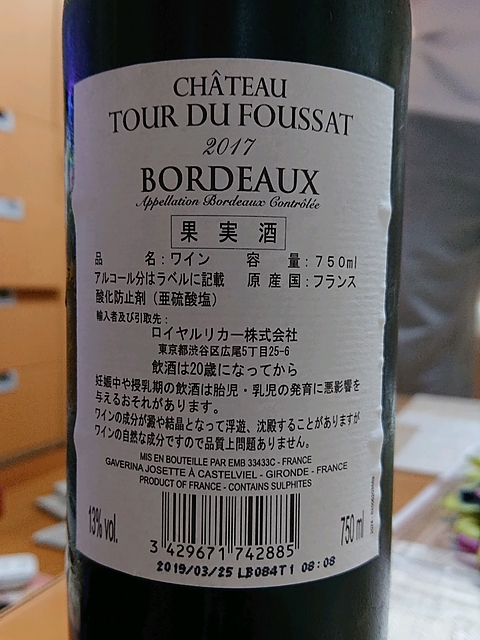 CHÂTEAU
TOUR DU FOUSSAT
2017
BORDEAUX
Appellation Bordeaux Contrôlée
果実酒
品 名：ワイン 容 量：750ml
アルコール分はラベルに記載 原産国：フランス
酸化防止剤（亜硫酸塩）
輸入者及び引取先：
ロイヤルリカー株式会社
東京都渋谷区広尾5丁目25-6
飲酒は20歳になってから
妊娠中や授乳期の飲酒は胎児・乳児の発育に悪影響を
与えるおそれがあります。
ワインの成分が澱や結晶となって浮遊、沈殿することがありますが
ワインの自然な成分ですので品質上問題ありません。
MIS EN BOUTEILLE PAR EMB 33433C - FRANCE
GAVERINA JOSETTE À CASTELVIEL - GIRONDE - FRANCE
PRODUCT OF FRANCE - CONTAINS SULPHITES
13% vol.
750 ml
3 429671 742885
2019/03/25 LB084T1 08:08